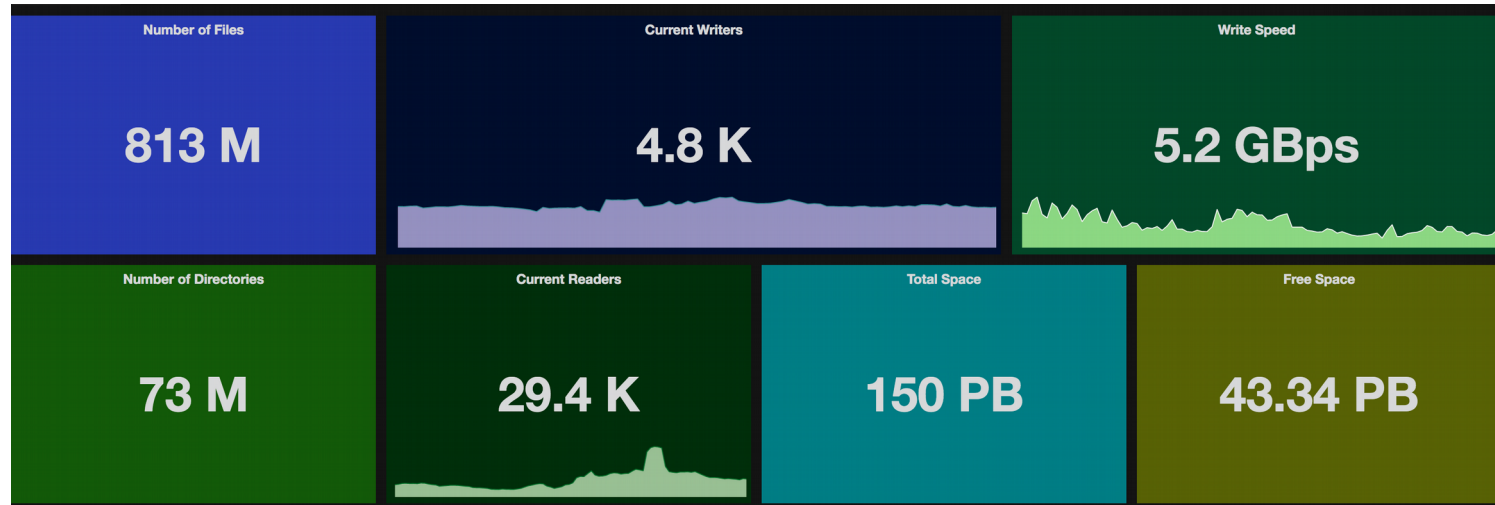 Number of Files
813 M
Current Writers
4.8 K
Write Speed
5.2 GBps
Number of Directories
73 M
Current Readers
29.4 K
Total Space
150 PB
Free Space
43.34 PB